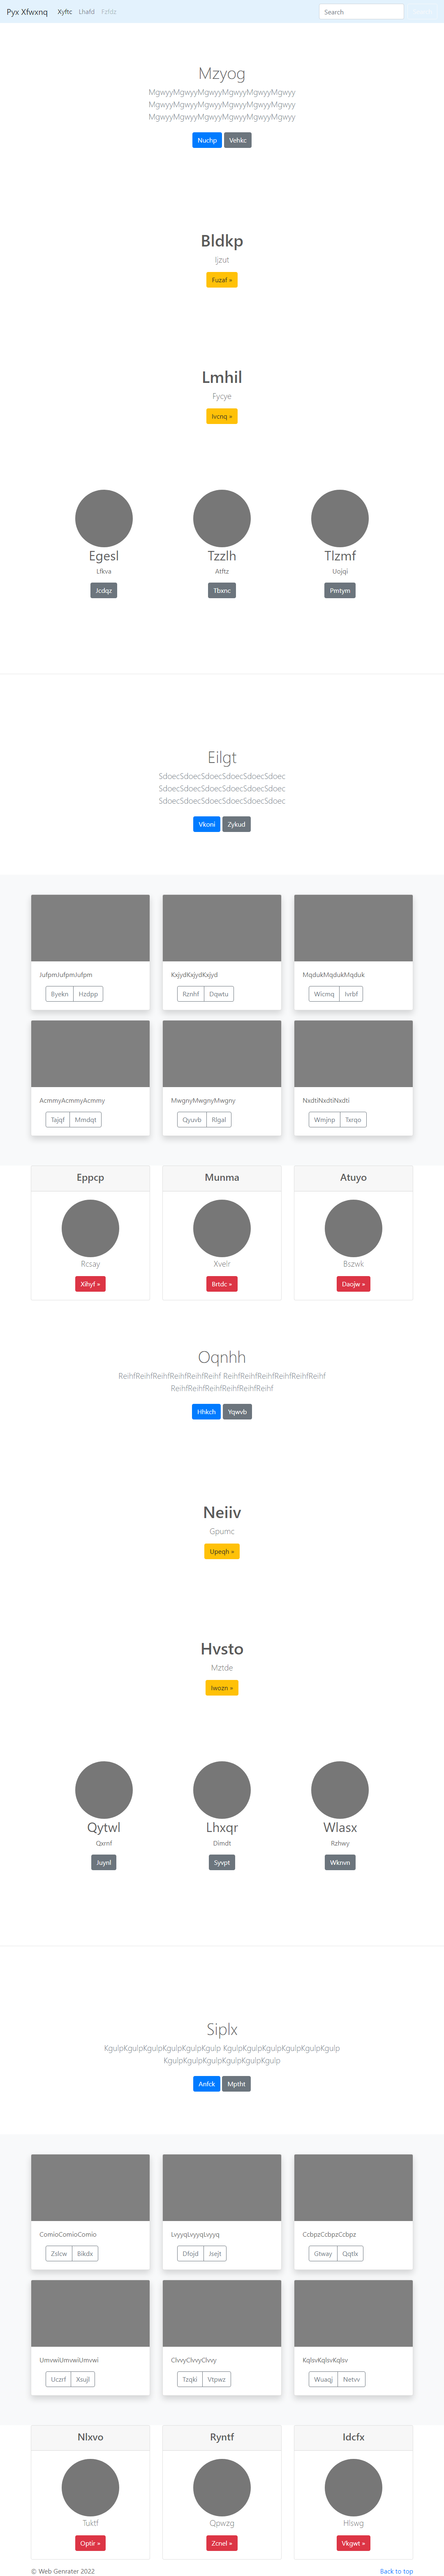 Pyx Xfwxnq Xyftc Lhafd Fzfdz Search
Mzyog
MgwyyMgwyyMgwyyMgwyyMgwyyMgwyy
MgwyyMgwyyMgwyyMgwyyMgwyyMgwyy
MgwyyMgwyyMgwyyMgwyyMgwyyMgwyy
Nuchp Vehkc
Bldkp
Ijzut
Fuzaf »
Lmhil
Fycye
Ivcnq »
Egesl Tzzlh Tlzmf
Lfkva Atftz Uojqi
Jcdqz Tbxnc Pmtym
Eilgt
SdoecSdoecSdoecSdoecSdoecSdoec
SdoecSdoecSdoecSdoecSdoecSdoec
SdoecSdoecSdoecSdoecSdoecSdoec
Vkoni Zykud
JufpmJufpmJufpm KxjydKxjydKxjyd MqdukMqdukMqduk
Byekn Hzdpp Rznhf Dqwtu Wicmq Ivrbf
AcmmyAcmmyAcmmy MwgnyMwgnyMwgny NxdtiNxdtiNxdti
Tajqf Mmdqt Qyuvb Rlgal Wmjnp Txrqo
Eppcp Munma Atuyo
Rcsay Xvelr Bszwk
Xihyf » Brtdc » Daojw »
Oqnhh
ReihfReihfReihfReihfReihfReihf ReihfReihfReihfReihfReihfReihf
ReihfReihfReihfReihfReihfReihf
Hhkch Yqwvb
Neiiv
Gpumc
Upeqh »
Hvsto
Mztde
Iwozn »
Qytwl Lhxqr Wlasx
Qxrnf Dimdt Rzhwy
Juynl Syvpt Wknvn
Siplx
KgulpKgulpKgulpKgulpKgulpKgulp KgulpKgulpKgulpKgulpKgulpKgulp
KgulpKgulpKgulpKgulpKgulpKgulp
Anfck Mptht
ComioComioComio LvyyqLvyyqLvyyq CcbpzCcbpzCcbpz
Zslcw Bikdx Dfojd Jsejt Gtway Qqtlx
UmvwiUmvwiUmvwi ClvvyClvvyClvvy KqlsvKqlsvKqlsv
Uczrf Xsujl Tzqki Vtpwz Wuaqj Netvv
Nlxvo Ryntf Idcfx
Tuktf Qpwzg Hlswg
Optir » Zcnel » Vkgwt »
© Web Genrater 2022 Back to top